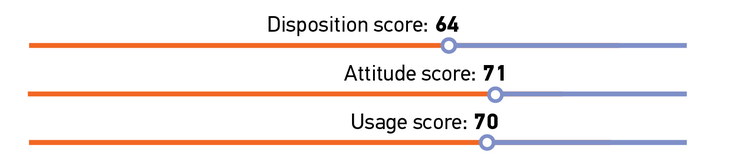 Disposition score: 64
Attitude score: 71
Usage score: 70